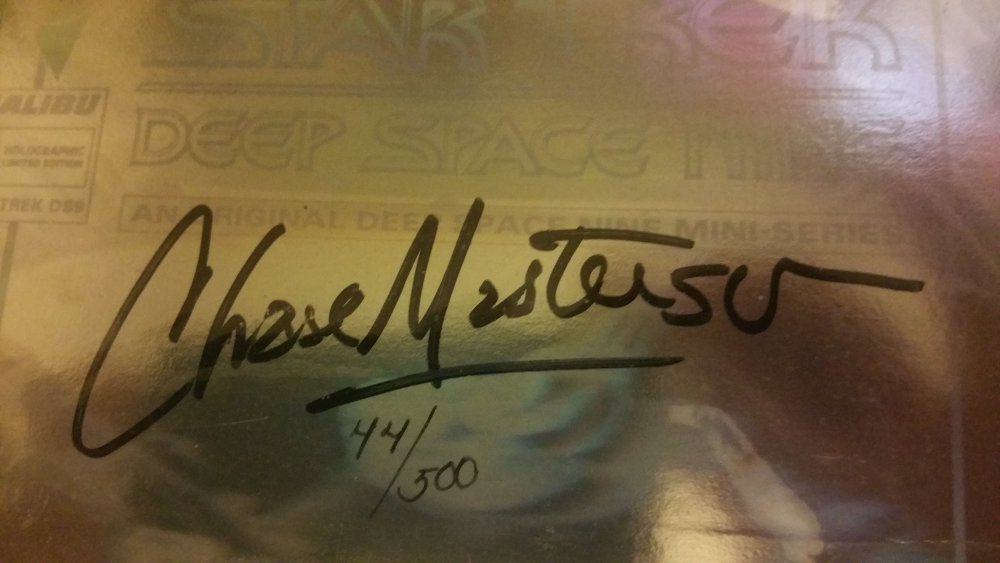 STAR TREK
MALIBU
DEEP SPACE NINE
HOLOGRAPHIC
LIMITED EDITION
TREK DS9
AN ORIGINAL DEEP SPACE NINE MINI-SERIES
Chase Masterson
44/500